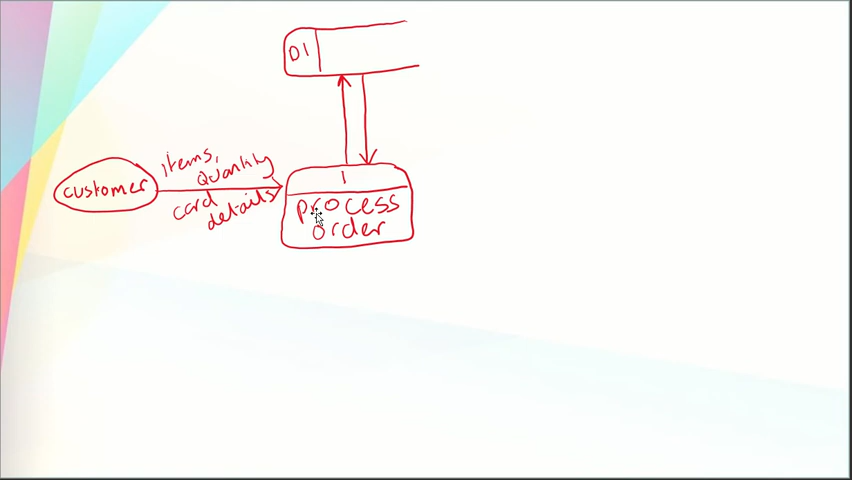 D1
items,
quantity
customer
card
details
1
process
order